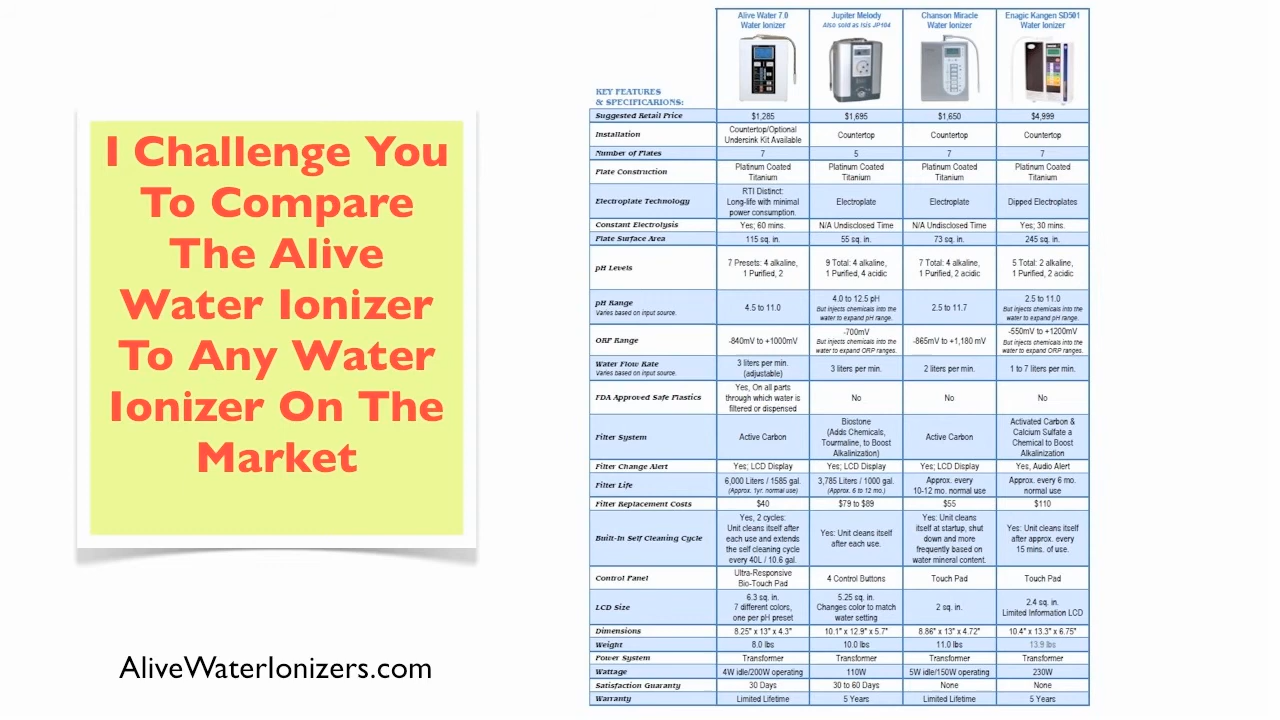 I Challenge You
To Compare
The Alive
Water Ionizer
To Any Water
Ionizer On The
Market
AliveWaterIonizers.com
Alive Water 7.0 Jupiter Melody Chanson Miracle Enagic Kangen SD501
Water Ionizer Also sold as Isis JP104 Water Ionizer Water Ionizer
KEY FEATURES
& SPECIFICARIONS:
Suggested Retail Price $1,285 $1,695 $1,650 $4,999
Installation Countertop/Optional Undersink Kit Available Countertop Countertop Countertop
Number of Plates 7 5 7 7
Plate Construction Platinum Coated Titanium Platinum Coated Titanium Platinum Coated Titanium Platinum Coated Titanium
Electroplate Technology RTI Distinct: Long-life with minimal power consumption. Electroplate Electroplate Dipped Electroplates
Constant Electrolysis Yes; 60 mins. N/A Undisclosed Time N/A Undisclosed Time Yes; 30 mins.
Plate Surface Area 115 sq. in. 55 sq. in. 73 sq. in. 245 sq. in.
pH Levels 7 Presets: 4 alkaline, 1 Purified, 2 9 Total: 4 alkaline, 1 Purified, 4 acidic 7 Total: 4 alkaline, 1 Purified, 2 acidic 5 Total: 2 alkaline, 1 Purified, 2 acidic
pH Range Varies based on input source. 4.5 to 11.0 4.0 to 12.5 pH But injects chemicals into the water to expand pH range. 2.5 to 11.7 2.5 to 11.0 But injects chemicals into the water to expand pH range.
ORP Range -840mV to +1000mV -700mV But injects chemicals into the water to expand ORP ranges. -865mV to +1,180 mV -550mV to +1200mV But injects chemicals into the water to expand ORP ranges.
Water Flow Rate Varies based on input source. 3 liters per min. (adjustable) 3 liters per min. 2 liters per min. 1 to 7 liters per min.
FDA Approved Safe Plastics Yes, On all parts through which water is filtered or dispensed No No No
Filter System Active Carbon Biostone (Adds Chemicals, Tourmaline, to Boost Alkalinization) Active Carbon Activated Carbon & Calcium Sulfate a Chemical to Boost Alkalinization
Filter Change Alert Yes; LCD Display Yes; LCD Display Yes; LCD Display Yes, Audio Alert
Filter Life 6,000 Liters / 1585 gal. (Approx. 1yr. normal use) 3,785 Liters / 1000 gal. (Approx. 6 to 12 mo.) Approx. every 10-12 mo. normal use Approx. every 6 mo. normal use
Filter Replacement Costs $40 $79 to $89 $55 $110
Built-In Self Cleaning Cycle Yes, 2 cycles: Unit cleans itself after each use and extends the self cleaning cycle every 40L / 10.6 gal. Yes: Unit cleans itself after each use. Yes: Unit cleans itself at startup, shut down and more frequently based on water mineral content. Yes: Unit cleans itself after approx. every 15 mins. of use.
Control Panel Ultra-Responsive Bio-Touch Pad 4 Control Buttons Touch Pad Touch Pad
LCD Size 6.3 sq. in. 7 different colors, one per pH preset 5.25 sq. in. Changes color to match water setting 2 sq. in. 2.4 sq. in. Limited Information LCD
Dimensions 8.25" x 13" x 4.3" 10.1" x 12.9" x 5.7" 8.86" x 13" x 4.72" 10.4" x 13.3" x 6.75"
Weight 8.0 lbs 10.0 lbs 11.0 lbs 13.9 lbs
Power System Transformer Transformer Transformer Transformer
Wattage 4W idle/200W operating 110W 5W idle/150W operating 230W
Satisfaction Guaranty 30 Days 30 to 60 Days None None
Warranty Limited Lifetime 5 Years Limited Lifetime 5 Years